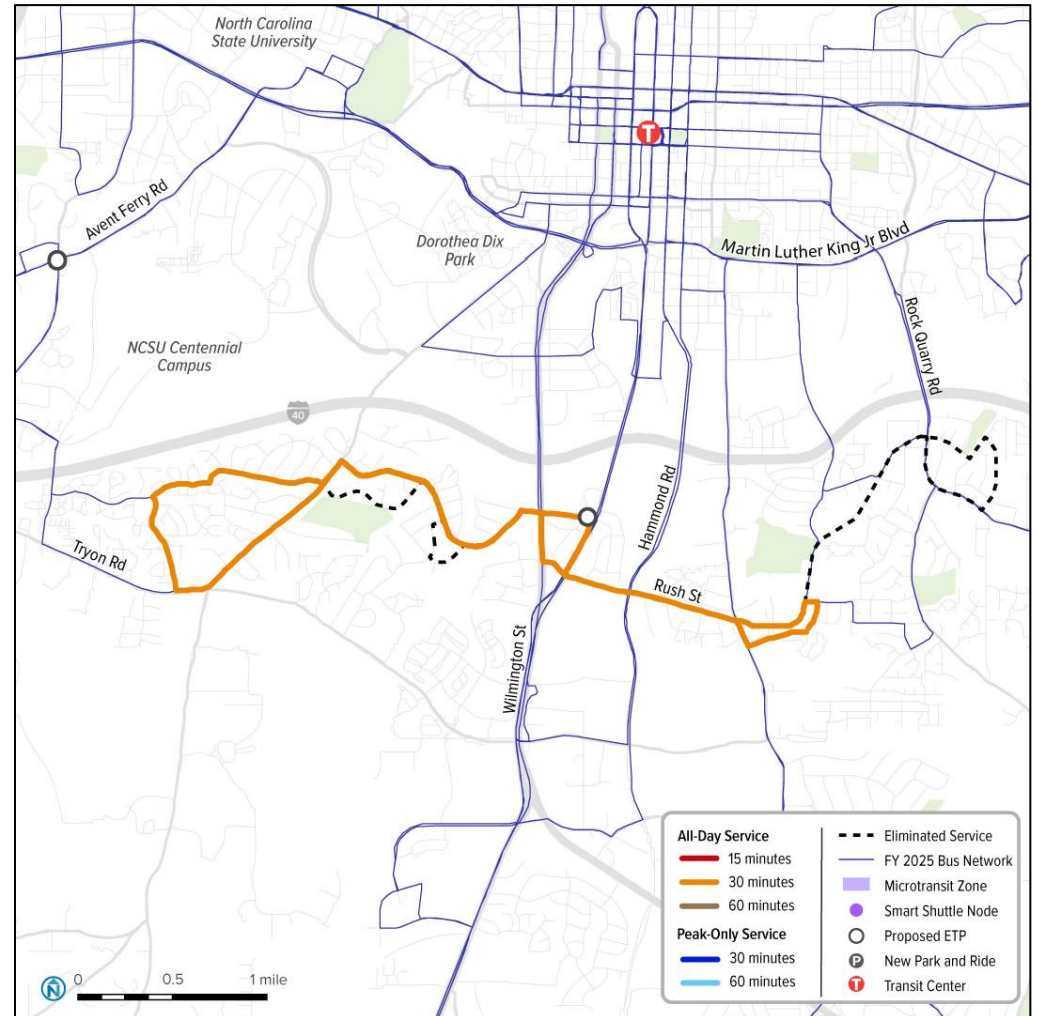 North Carolina
State University
T
Avent Ferry Rd
Dorothea Dix
Park
Martin Luther King Jr Blvd
Rock Quarry Rd
NCSU Centennial
Campus
40
Hammond Rd
Tryon Rd
Rush St
Wilmington St
All-Day Service
15 minutes
30 minutes
60 minutes
Peak-Only Service
30 minutes
60 minutes
Eliminated Service
FY 2025 Bus Network
Microtransit Zone
Smart Shuttle Node
Proposed ETP
P New Park and Ride
T Transit Center
N
0 0.5 1 mile